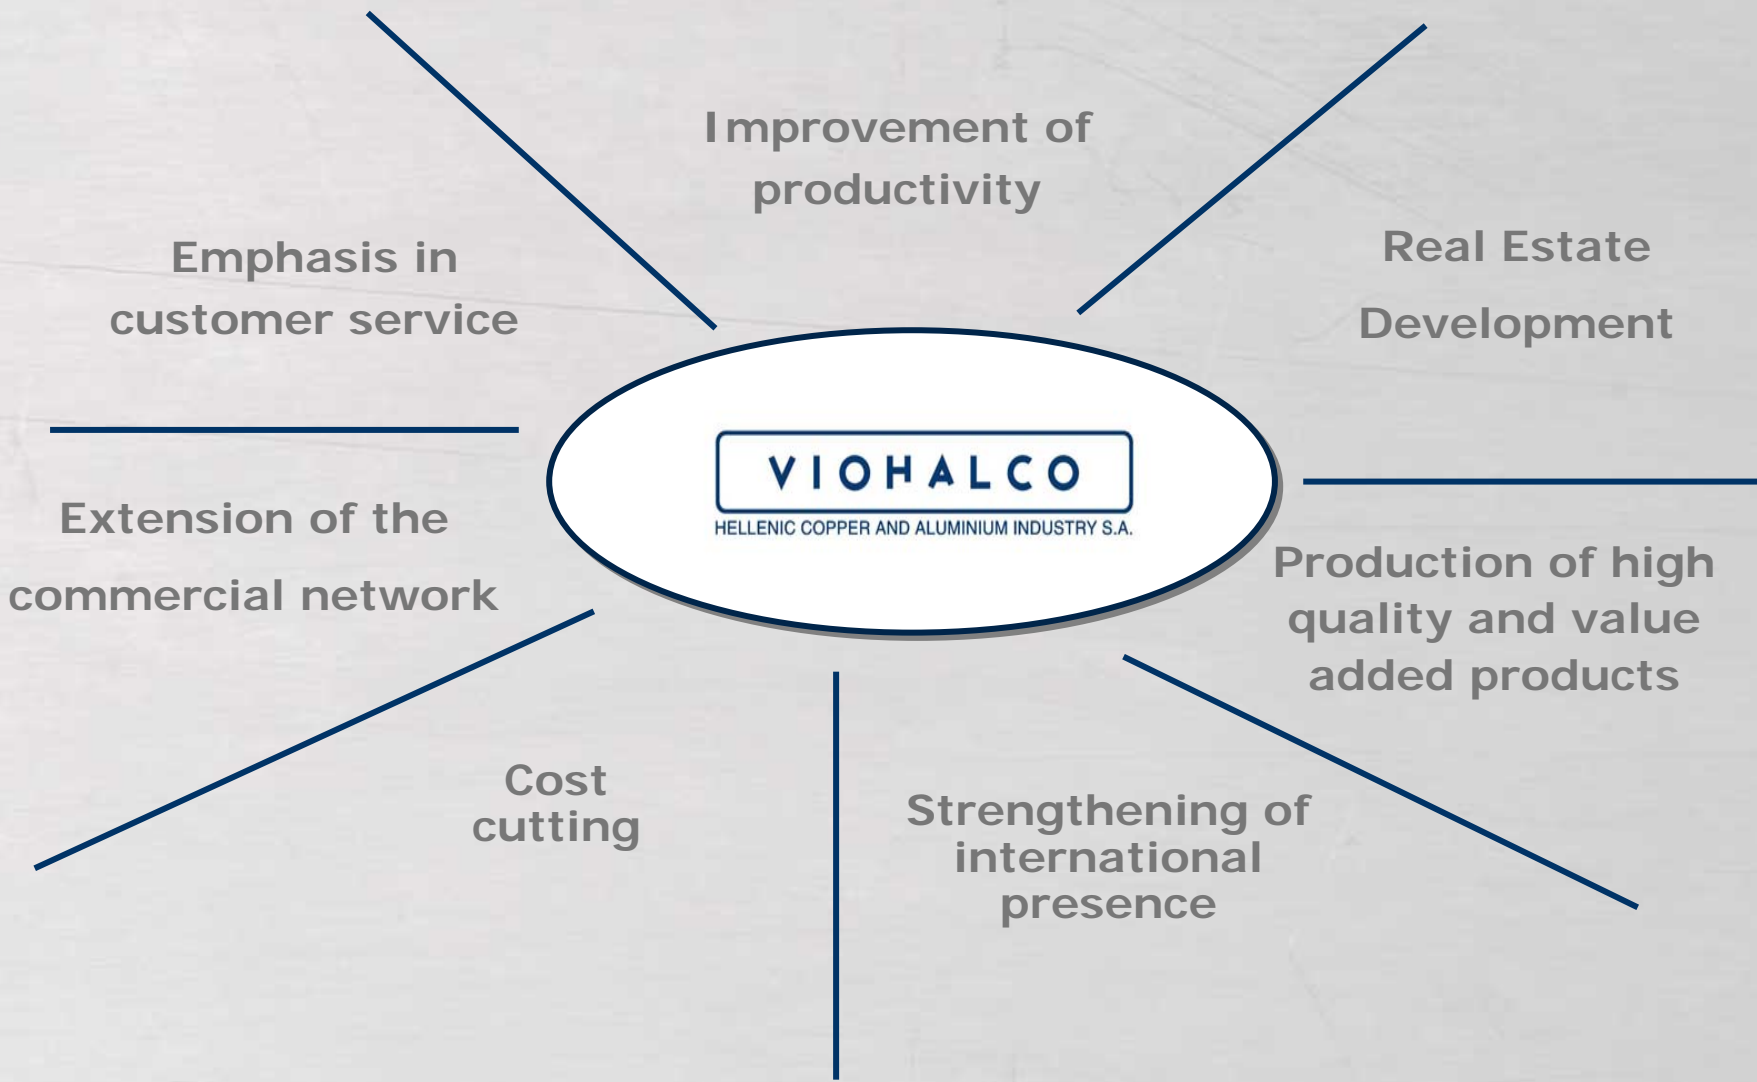 Improvement of
productivity
Emphasis in
customer service
Real Estate
Development
VIOHALCO
HELLENIC COPPER AND ALUMINIUM INDUSTRY S.A.
Extension of the
commercial network
Production of high
quality and value
added products
Cost
cutting
Strengthening of
international
presence